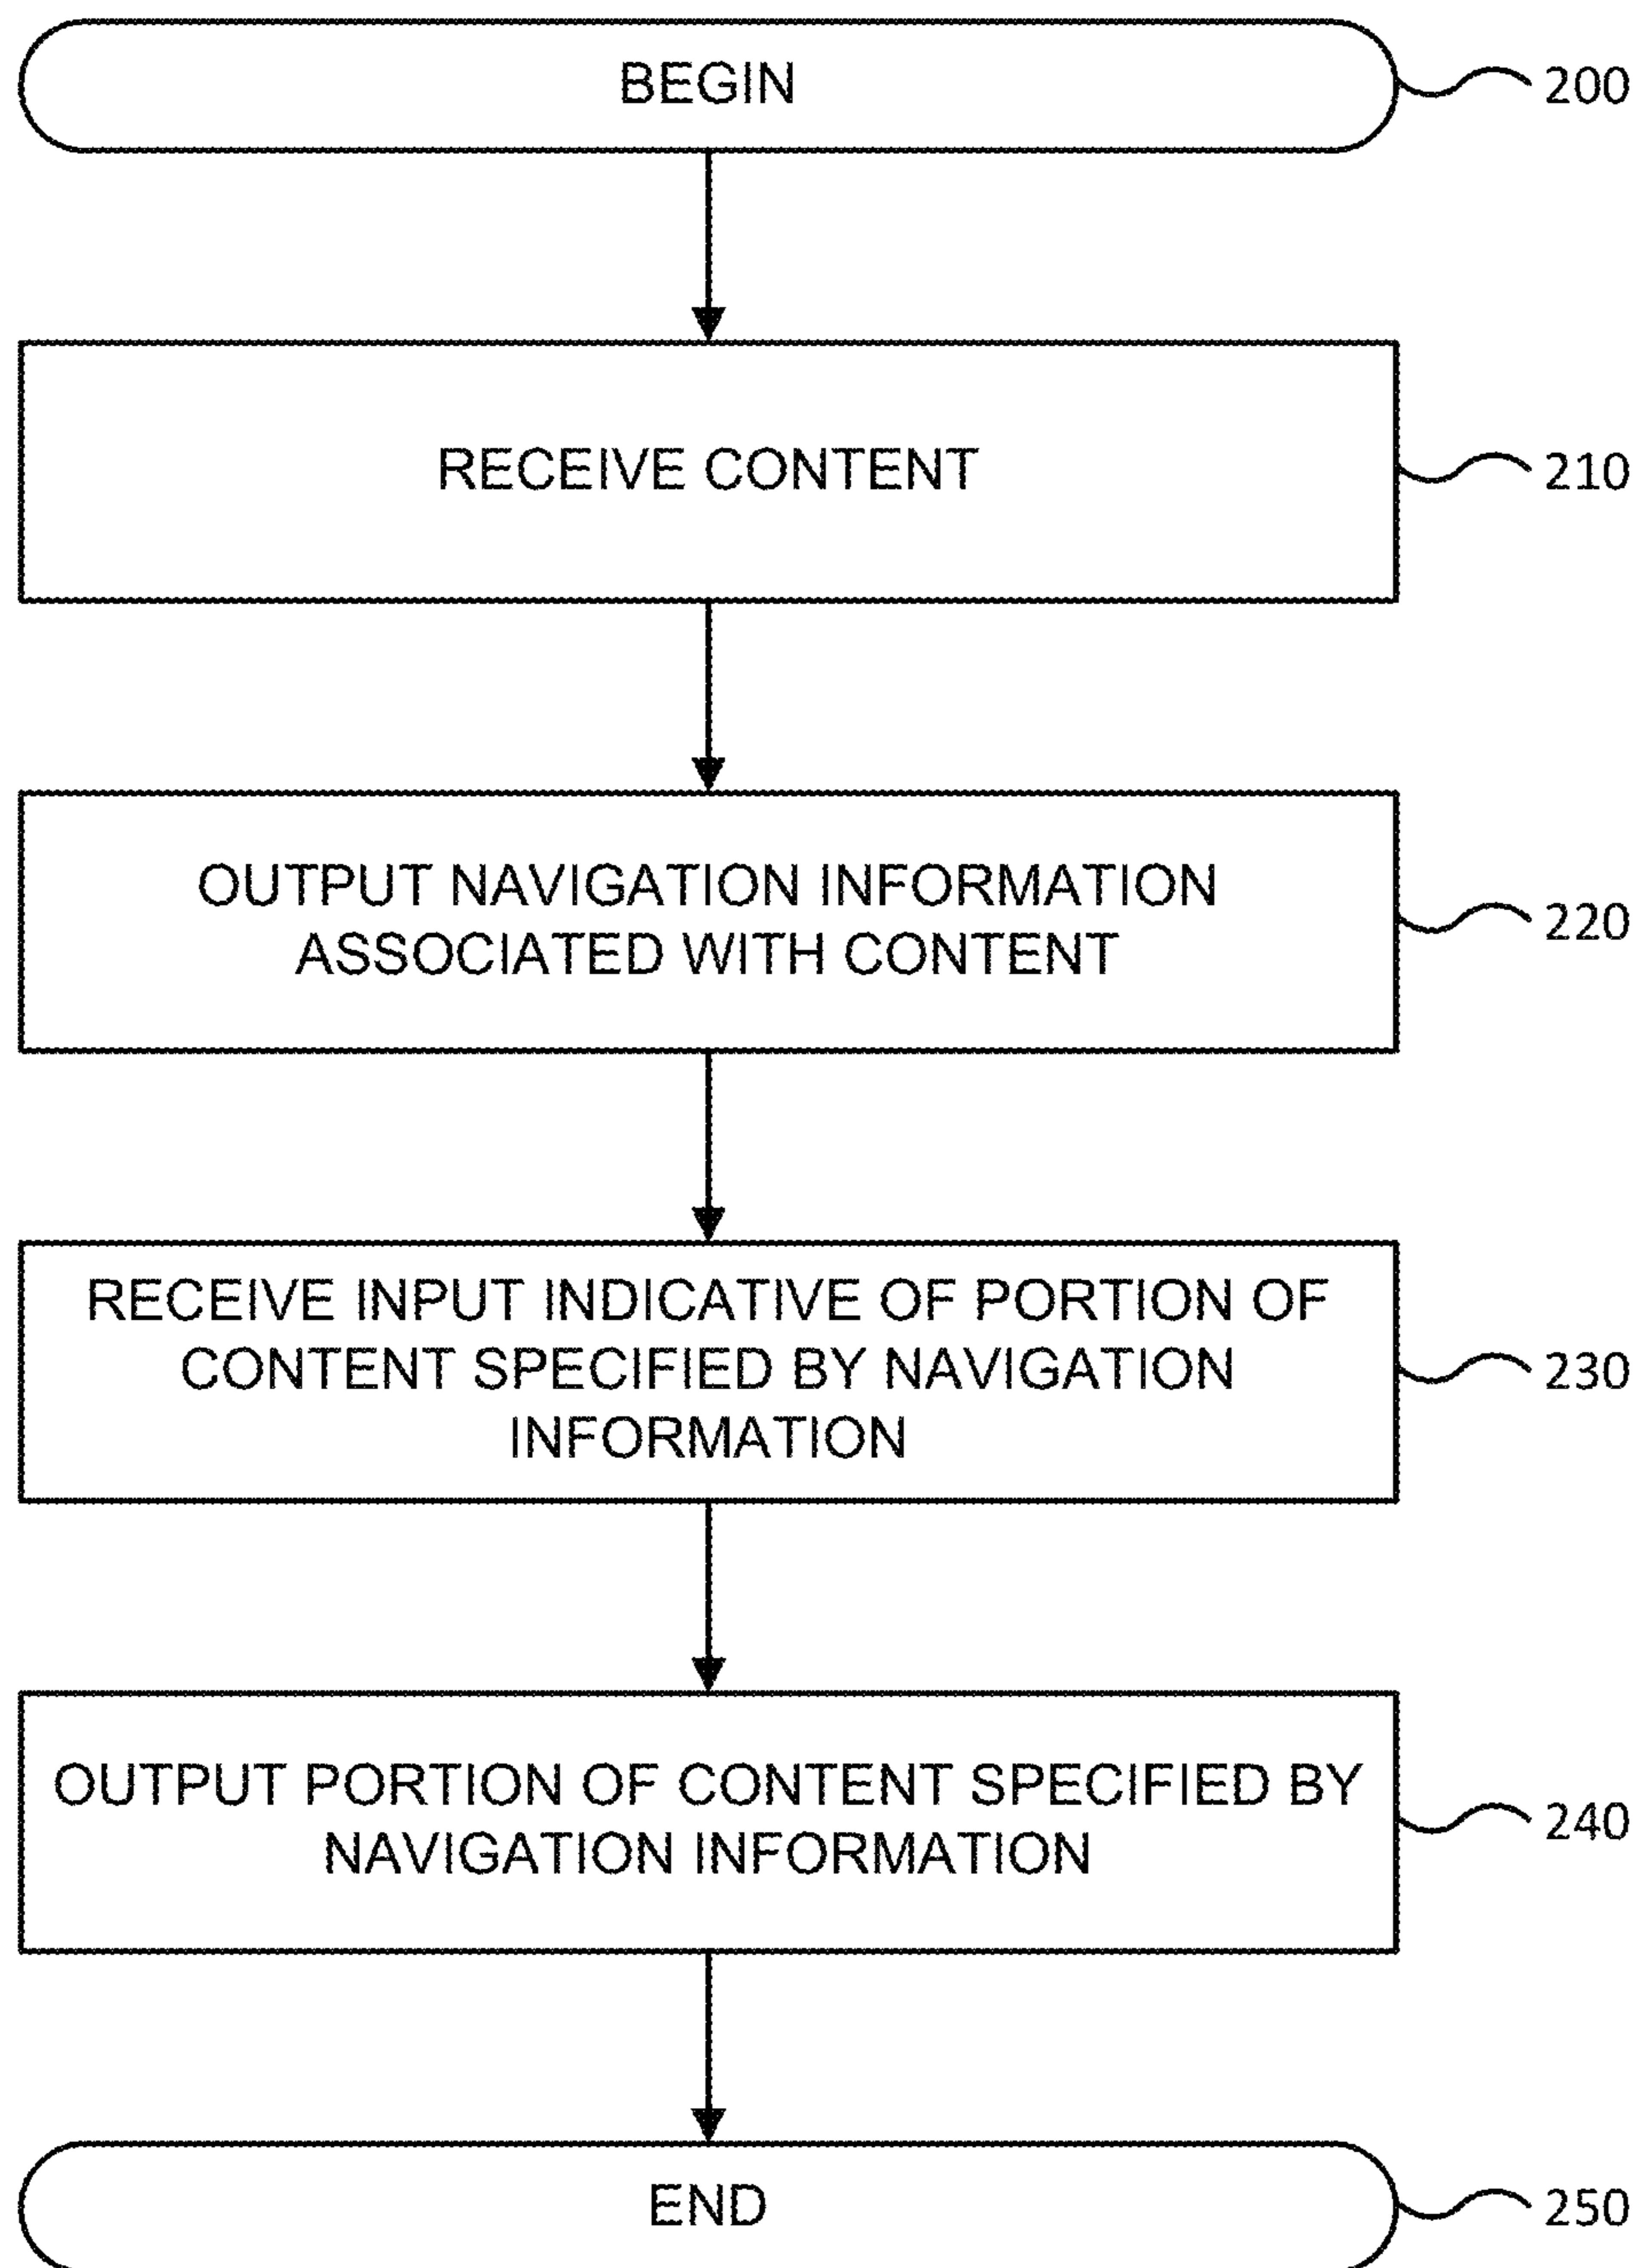 BEGIN
200
RECEIVE CONTENT
210
OUTPUT NAVIGATION INFORMATION
ASSOCIATED WITH CONTENT
220
RECEIVE INPUT INDICATIVE OF PORTION OF
CONTENT SPECIFIED BY NAVIGATION
INFORMATION
230
OUTPUT PORTION OF CONTENT SPECIFIED BY
NAVIGATION INFORMATION
240
END
250